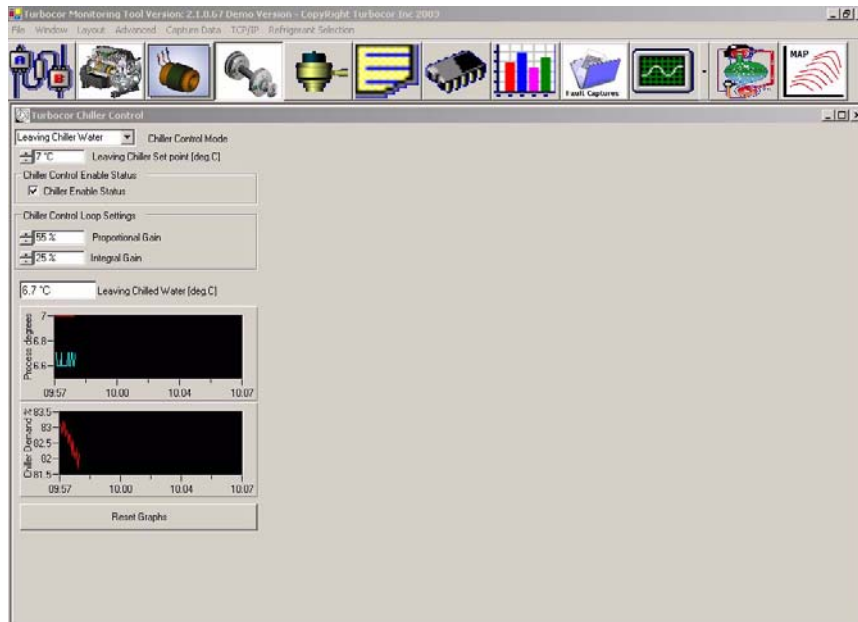 Turbocor Monitoring Tool Version: 2.1.8.67 Demo Version - CopyRight Turbocor Inc 2003
File Window Layout Advanced Capture Data TCP/IP Refrigerant Selection
A
B
Fault Captures
MAP
Turbocor Chiller Control
Leaving Chiller Water Chiller Control Mode
7 °C Leaving Chiller Set point [deg.C]
Chiller Control Enable Status
Chiller Enable Status
Chiller Control Loop Settings
55 % Proportional Gain
25 % Integral Gain
6.7 °C Leaving Chilled Water [deg.C]
Process degrees
7
6.8
6.6
09.57 10.00 10.04 10.07
Chiller Demand %
83.5
83
82.5
82
81.5
09.57 10.00 10.04 10.07
Reset Graphs